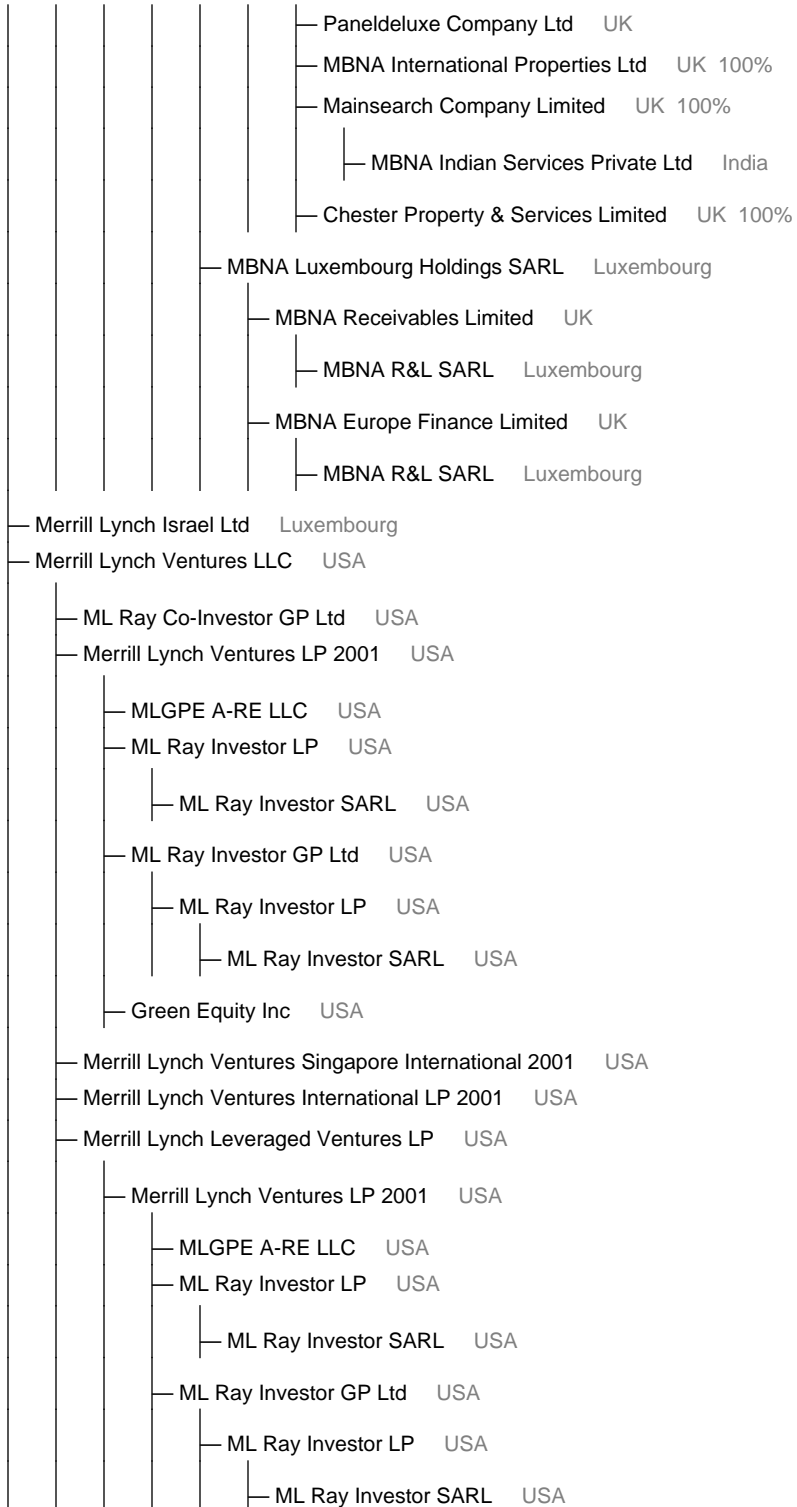 Paneldeluxe Company Ltd UK
MBNA International Properties Ltd UK 100%
Mainsearch Company Limited UK 100%
MBNA Indian Services Private Ltd India
Chester Property & Services Limited UK 100%
MBNA Luxembourg Holdings SARL Luxembourg
MBNA Receivables Limited UK
MBNA R&L SARL Luxembourg
MBNA Europe Finance Limited UK
MBNA R&L SARL Luxembourg
Merrill Lynch Israel Ltd Luxembourg
Merrill Lynch Ventures LLC USA
ML Ray Co-Investor GP Ltd USA
Merrill Lynch Ventures LP 2001 USA
MLGPE A-RE LLC USA
ML Ray Investor LP USA
ML Ray Investor SARL USA
ML Ray Investor GP Ltd USA
ML Ray Investor LP USA
ML Ray Investor SARL USA
Green Equity Inc USA
Merrill Lynch Ventures Singapore International 2001 USA
Merrill Lynch Ventures International LP 2001 USA
Merrill Lynch Leveraged Ventures LP USA
Merrill Lynch Ventures LP 2001 USA
MLGPE A-RE LLC USA
ML Ray Investor LP USA
ML Ray Investor SARL USA
ML Ray Investor GP Ltd USA
ML Ray Investor LP USA
ML Ray Investor SARL USA